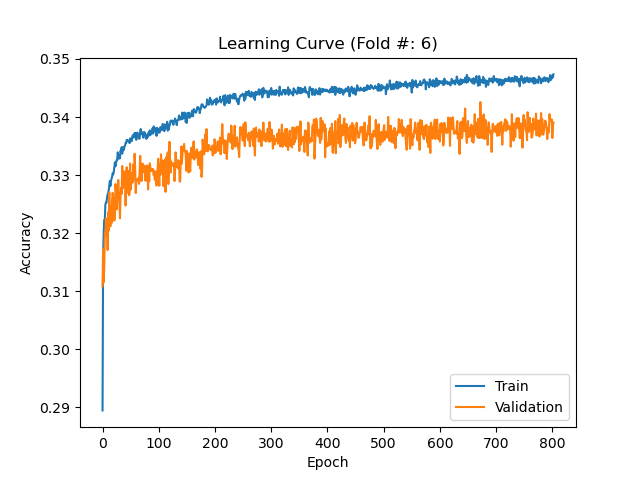 Learning Curve (Fold #: 6)
0.35
0.34
0.33
0.32
0.31
0.30
0.29
Accuracy
0 100 200 300 400 500 600 700 800
Epoch
Train
Validation